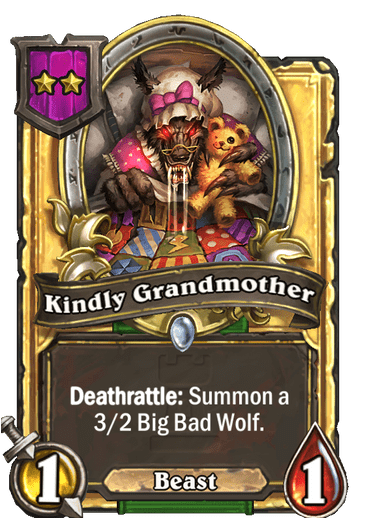 Kindly Grandmother
Deathrattle: Summon a
3/2 Big Bad Wolf.
1
Beast
1